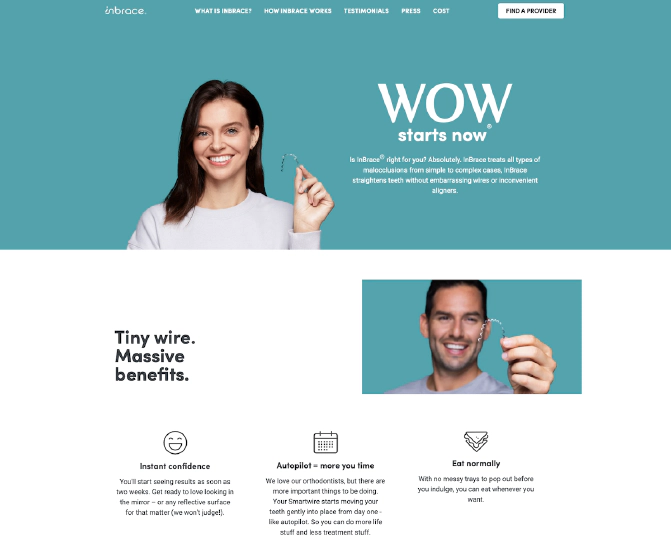 inbrace.
WHAT IS INBRACE? HOW INBRACE WORKS TESTIMONIALS PRESS COST
FIND A PROVIDER
WOW
starts now®
Is InBrace® right for you? Absolutely. InBrace treats all types of
malocclusions from simple to complex cases, InBrace
straightens teeth without embarrassing wires or inconvenient
aligners.
Tiny wire.
Massive
benefits.
Instant confidence
You'll start seeing results as soon as
two weeks. Get ready to love looking in
the mirror – or any reflective surface
for that matter (we won't judge!).
Autopilot = more you time
We love our orthodontists, but there are
more important things to be doing.
Your Smartwire starts moving your
teeth gently into place from day one -
like autopilot. So you can do more life
stuff and less treatment stuff.
Eat normally
With no messy trays to pop out before
you indulge, you can eat whenever you
want.